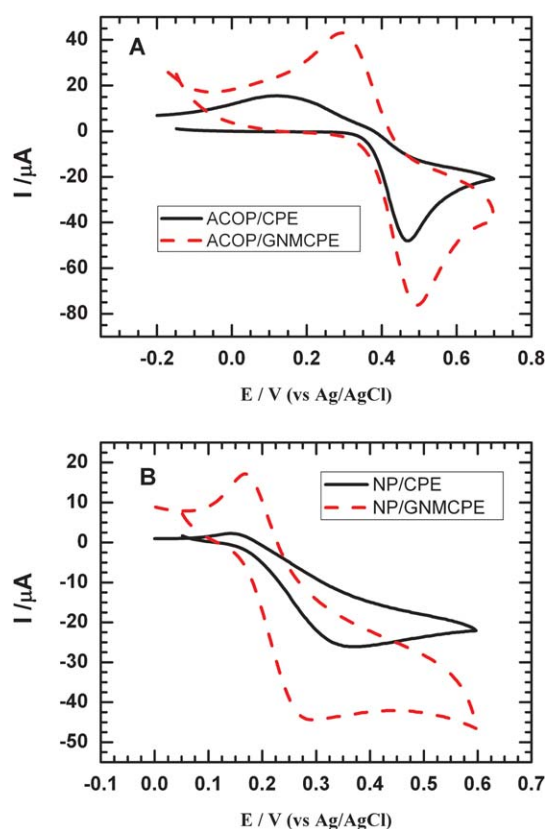 A
40
20
0
-20
-40
-60
-80
I /μA
ACOP/CPE
ACOP/GNMCPE
-0.2 0.0 0.2 0.4 0.6 0.8
E / V (vs Ag/AgCl)
B
20
10
0
-10
-20
-30
-40
-50
I /μA
NP/CPE
NP/GNMCPE
-0.1 0.0 0.1 0.2 0.3 0.4 0.5 0.6 0.7
E / V (vs Ag/AgCl)